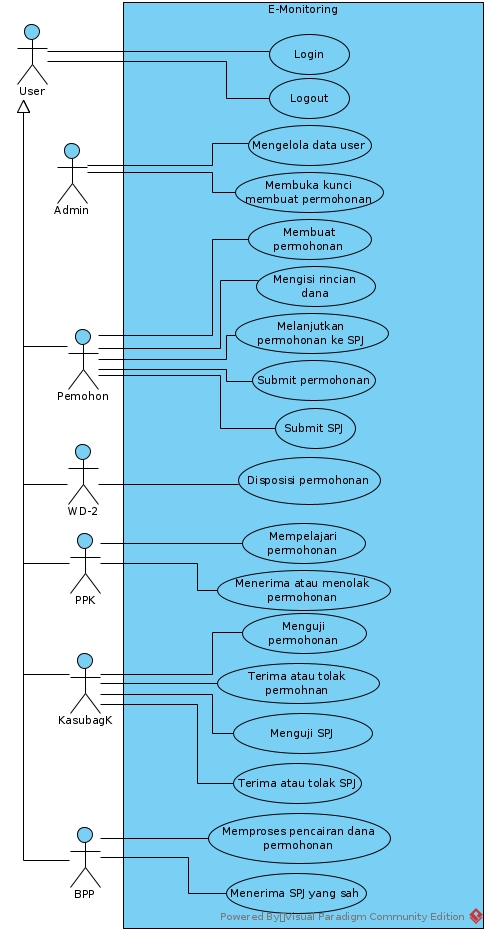 E-Monitoring
User
Login
Logout
Admin
Mengelola data user
Membuka kunci
membuat permohonan
Pemohon
Membuat
permohonan
Mengisi rincian
dana
Melanjutkan
permohonan ke SPJ
Submit permohonan
Submit SPJ
WD-2
Disposisi permohonan
PPK
Mempelajari
permohonan
Menerima atau menolak
permohonan
KasubagK
Menguji
permohonan
Terima atau tolak
permohnan
Menguji SPJ
Terima atau tolak SPJ
BPP
Memproses pencairan dana
permohonan
Menerima SPJ yang sah
Powered By Visual Paradigm Community Edition